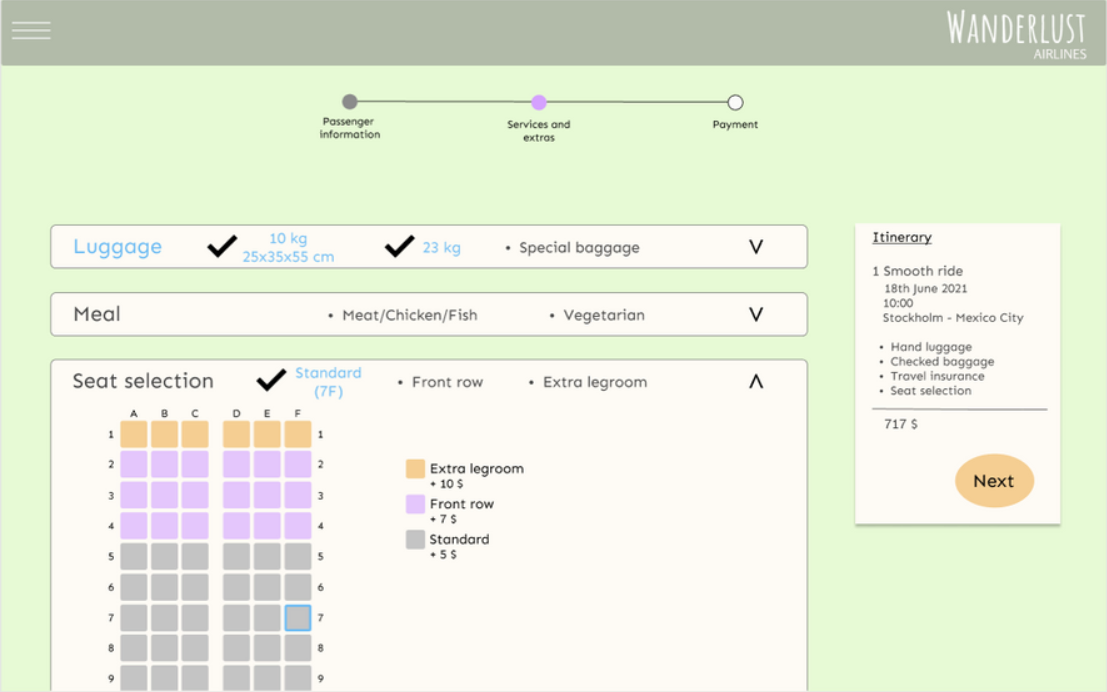 WANDERLUST
AIRLINES
Passenger
information
Services and
extras
Payment
Luggage
10 kg
25x35x55 cm
23 kg
• Special baggage
V
Meal
• Meat/Chicken/Fish
• Vegetarian
V
Seat selection
Standard
(7F)
• Front row
• Extra legroom
A B C D E F
1 1
2 2
3 3
4 4
5 5
6 6
7 7
8 8
9 9
Extra legroom
+ 10 $
Front row
+ 7 $
Standard
+ 5 $
Itinerary
1 Smooth ride
18th June 2021
10:00
Stockholm - Mexico City
• Hand luggage
• Checked baggage
• Travel insurance
• Seat selection
717 $
Next